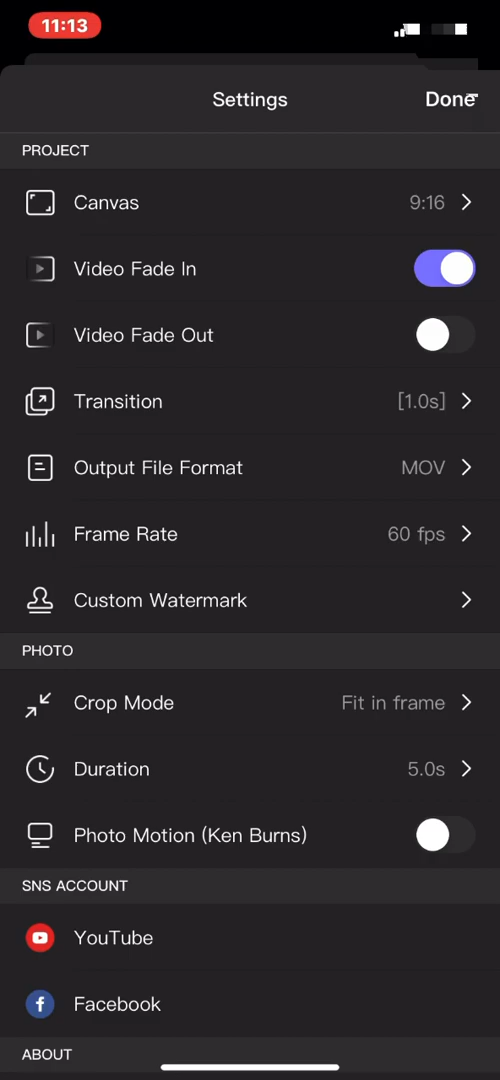 11:13
Settings
Done
PROJECT
Canvas
9:16
Video Fade In
Video Fade Out
Transition
[1.0s]
Output File Format
MOV
Frame Rate
60 fps
Custom Watermark
PHOTO
Crop Mode
Fit in frame
Duration
5.0s
Photo Motion (Ken Burns)
SNS ACCOUNT
YouTube
Facebook
ABOUT